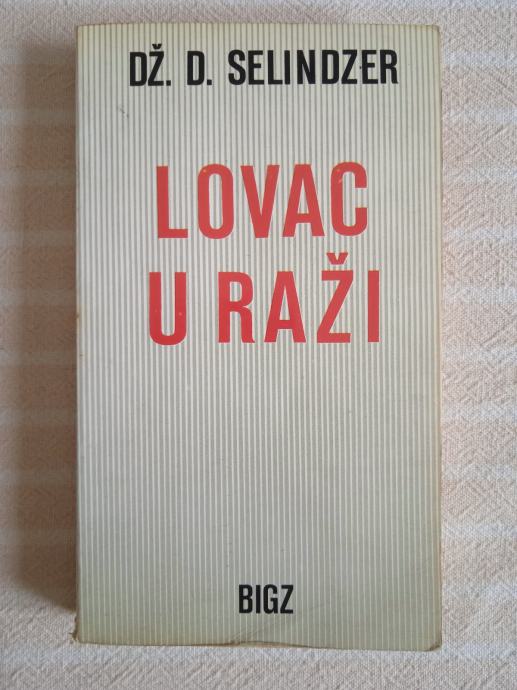 DŽ. D. SELINDZER
LOVAC
U RAŽI
BIGZ